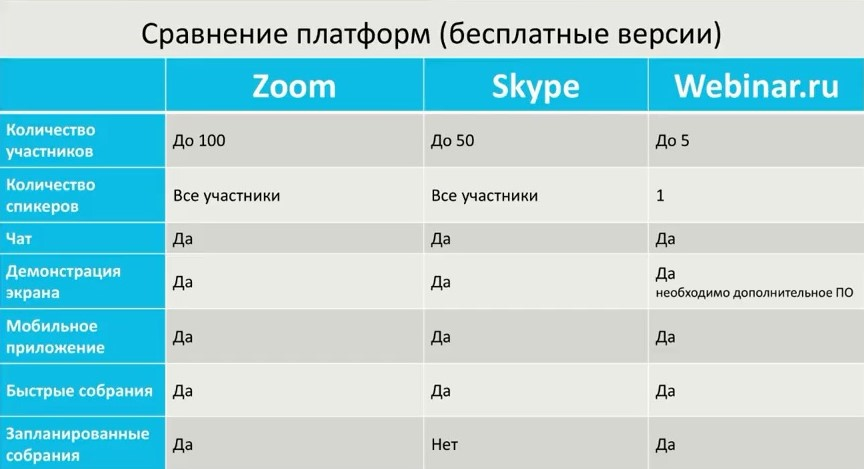 Сравнение платформ (бесплатные версии)
Zoom Skype Webinar.ru
Количество
участников До 100 До 50 До 5
Количество
спикеров Все участники Все участники 1
Чат Да Да Да
Демонстрация
экрана Да Да Да
необходимо дополнительное ПО
Мобильное
приложение Да Да Да
Быстрые собрания Да Да Да
Запланированные
собрания Да Нет Да